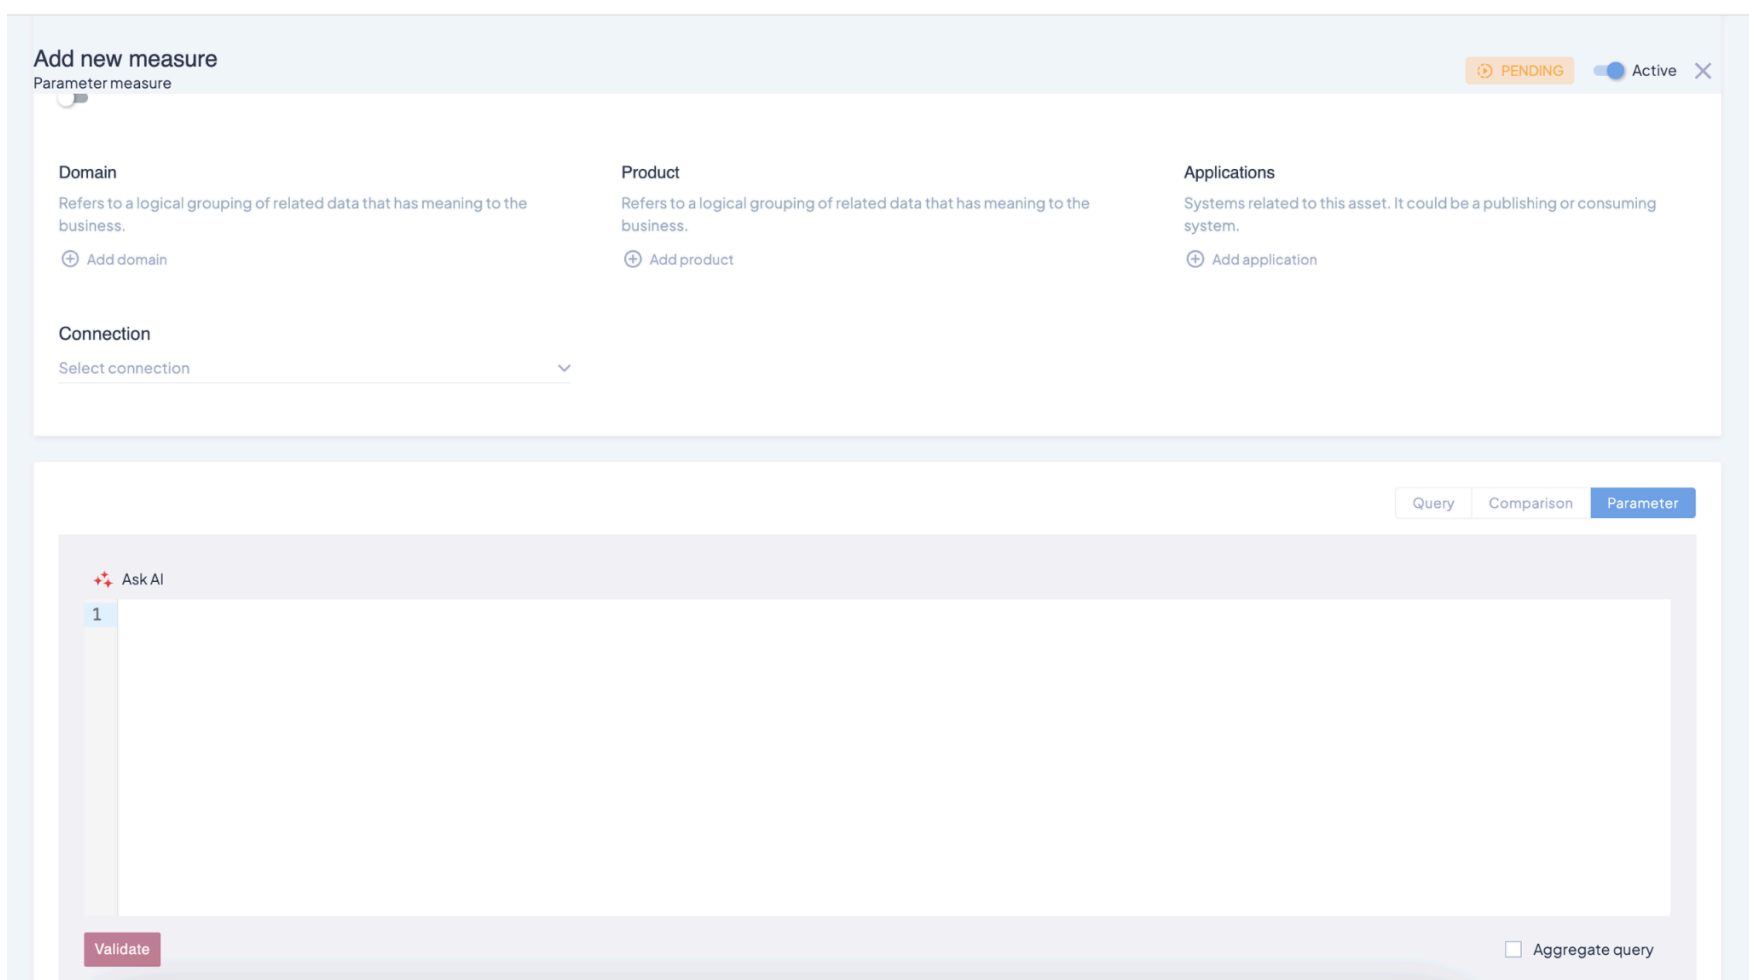 Add new measure
Parameter measure
PENDING
Active
Domain
Refers to a logical grouping of related data that has meaning to the
business.
Add domain
Product
Refers to a logical grouping of related data that has meaning to the
business.
Add product
Applications
Systems related to this asset. It could be a publishing or consuming
system.
Add application
Connection
Select connection
Query
Comparison
Parameter
Ask AI
1
Validate
Aggregate query